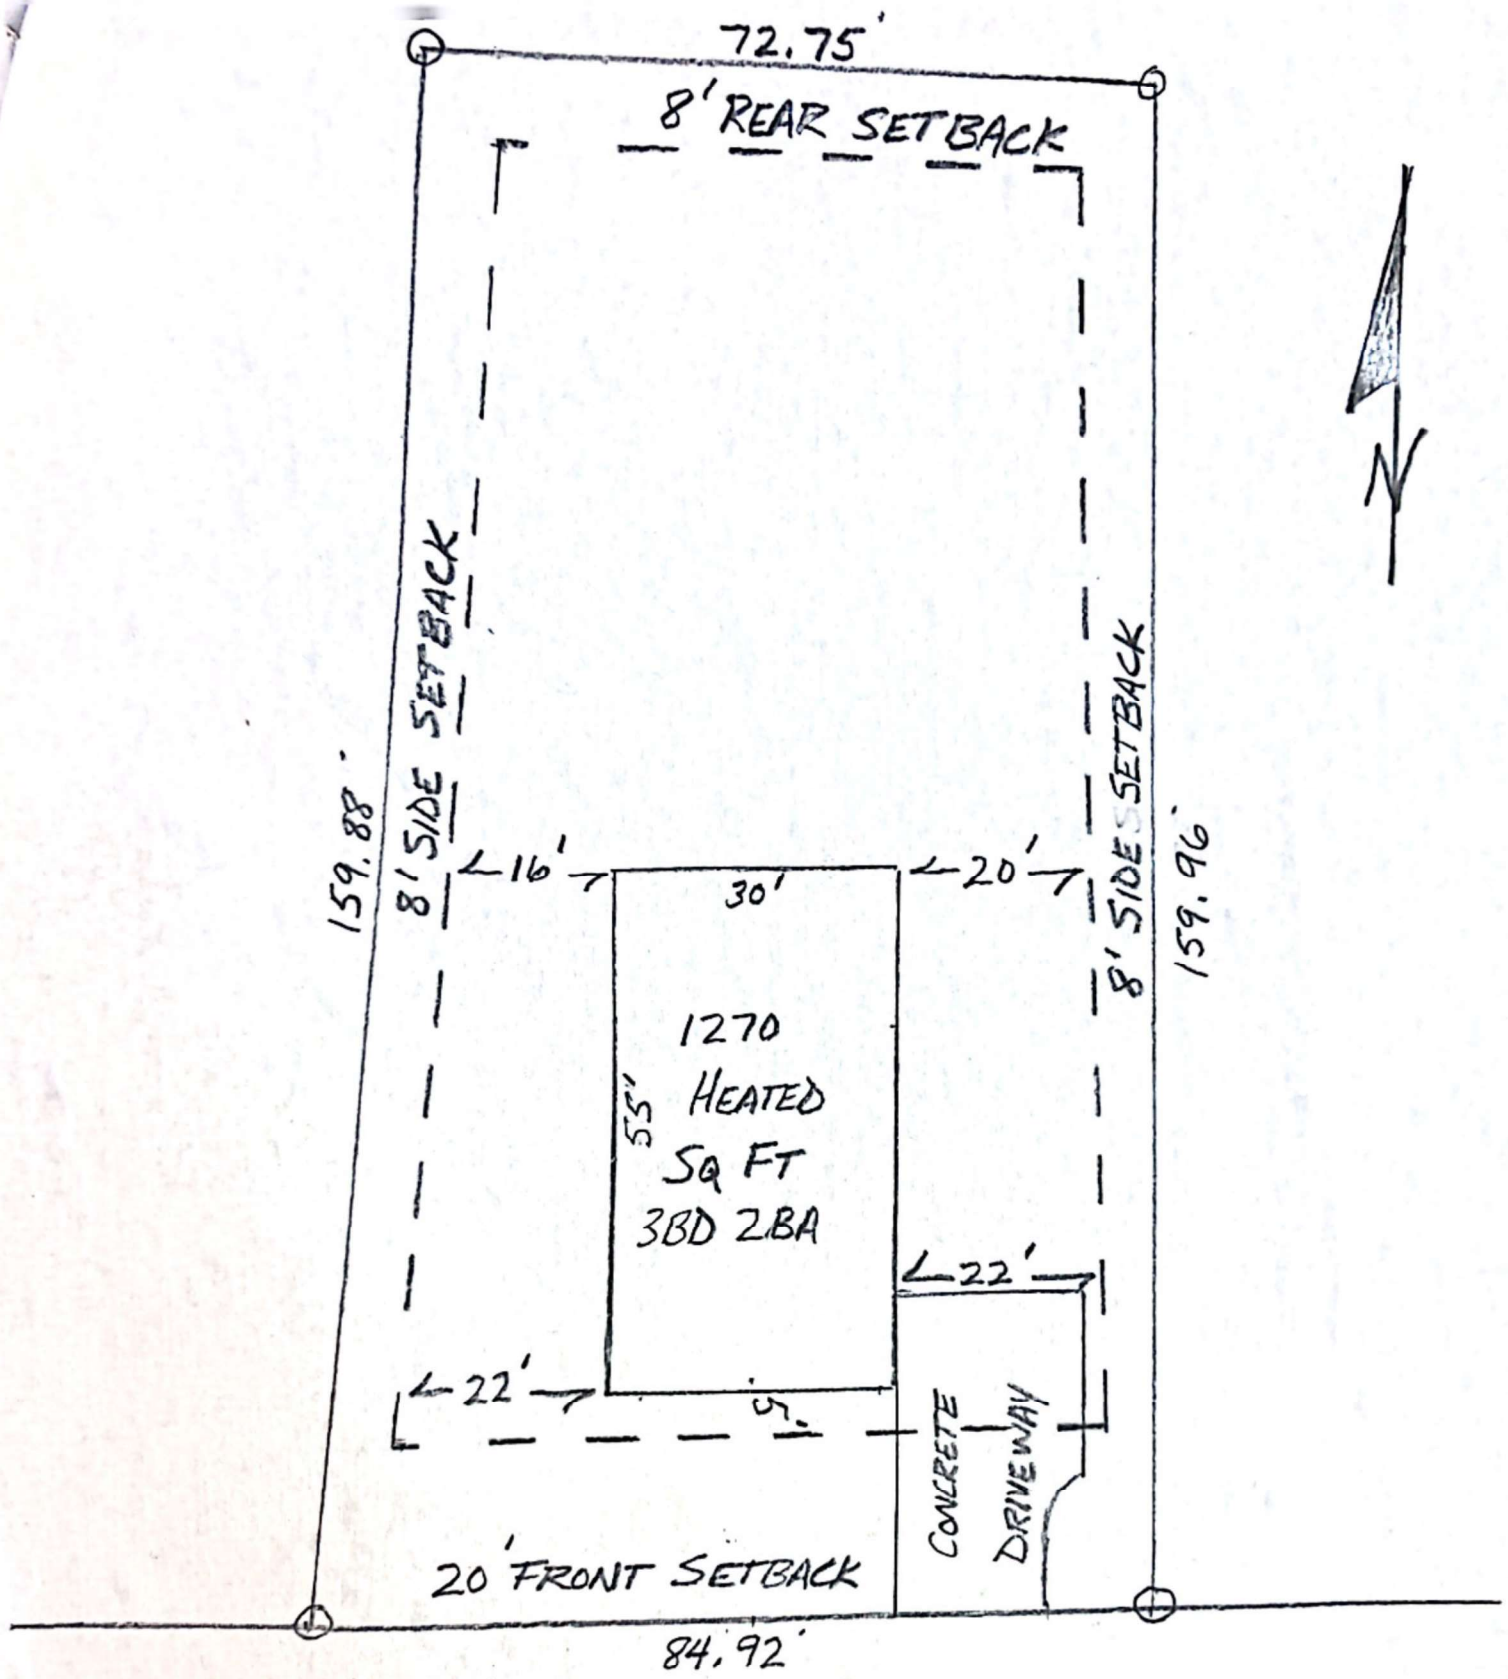 72.75'
8' REAR SETBACK
N
8' SIDE SETBACK
159.88'
8' SIDE SETBACK
159.96'
16'
30'
20'
1270
HEATED
SQ FT
3BD 2BA
55'
22'
22'
5'
CONCRETE
DRIVEWAY
20' FRONT SETBACK
84.92'